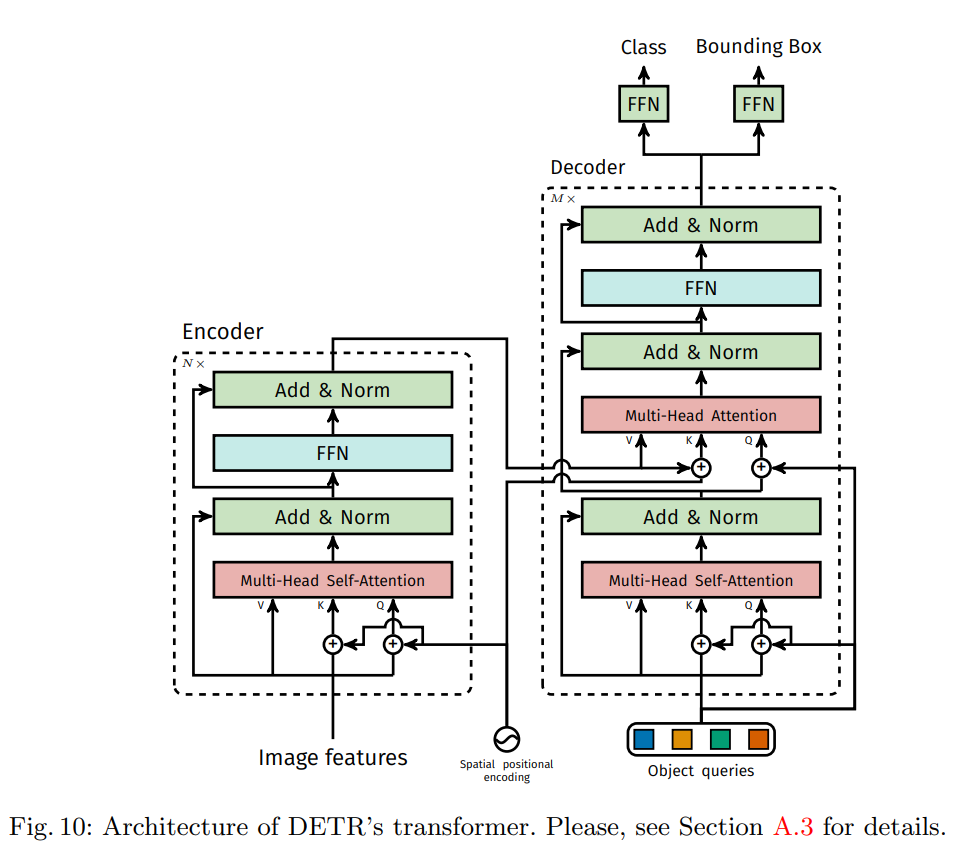 Class
Bounding Box
FFN
FFN
Decoder
M ×
Add & Norm
FFN
Add & Norm
Multi-Head Attention
V
K
Q
+
+
Add & Norm
Multi-Head Self-Attention
V
K
Q
+
+
Object queries
Encoder
N ×
Add & Norm
FFN
Add & Norm
Multi-Head Self-Attention
V
K
Q
+
+
Image features
Spatial positional
encoding
Fig. 10: Architecture of DETR's transformer. Please, see Section A.3 for details.